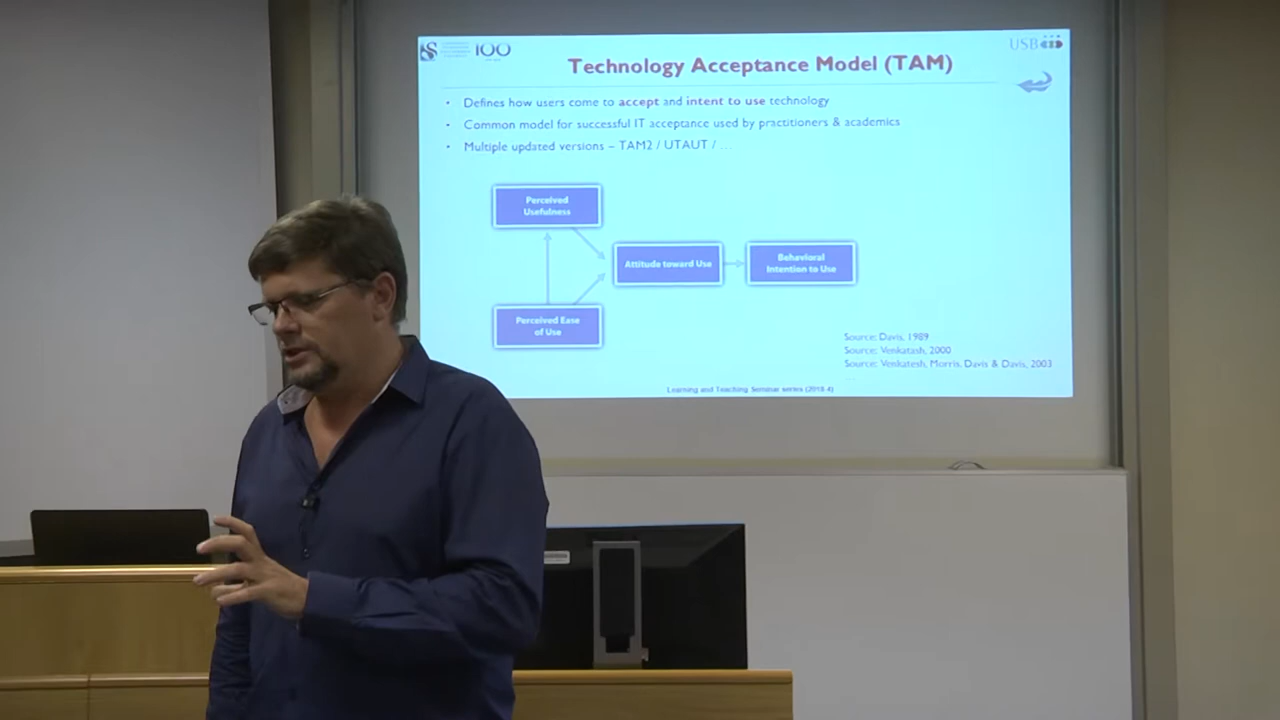 100
USB
Technology Acceptance Model (TAM)
• Defines how users come to accept and intent to use technology
• Common model for successful IT acceptance used by practitioners & academics
• Multiple updated versions – TAM2 / UTAUT / ...
Perceived
Usefulness
Attitude toward Use
Behavioral
Intention to Use
Perceived Ease
of Use
Source: Davis, 1989
Source: Venkatash, 2000
Source: Venkatesh, Morris, Davis & Davis, 2003
...
Learning and Teaching Seminar series (2018-4)